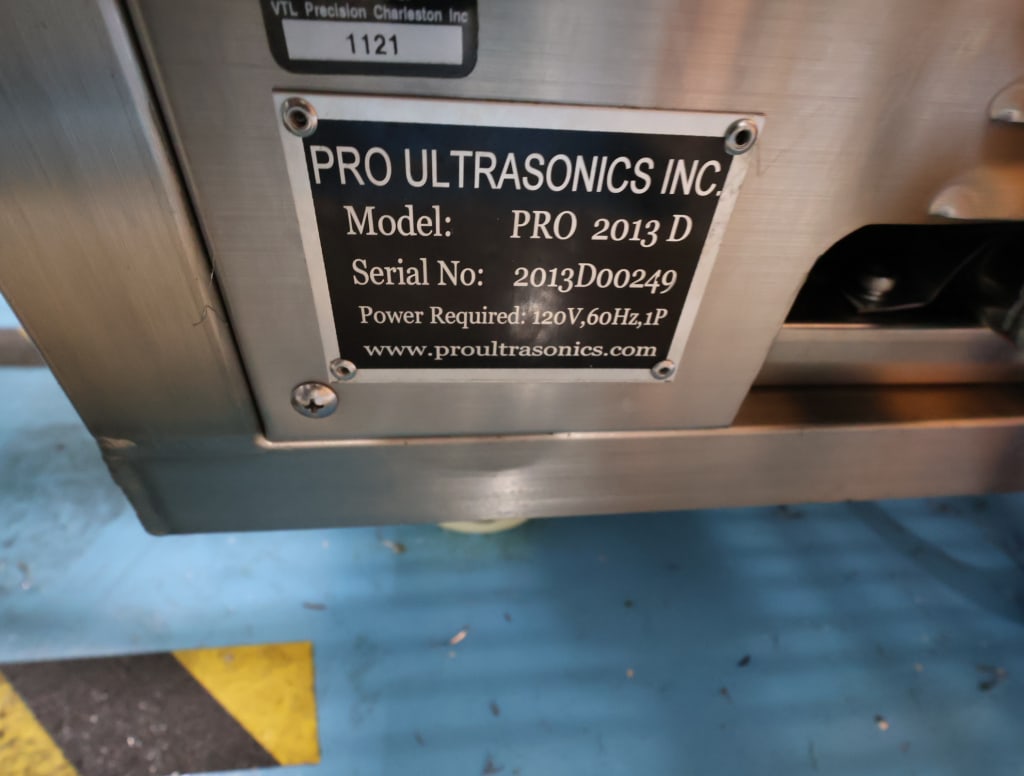 VTL Precision Charleston Inc
1121
PRO ULTRASONICS INC.
Model: PRO 2013 D
Serial No: 2013D00249
Power Required: 120V,60Hz,1P
www.proultrasonics.com